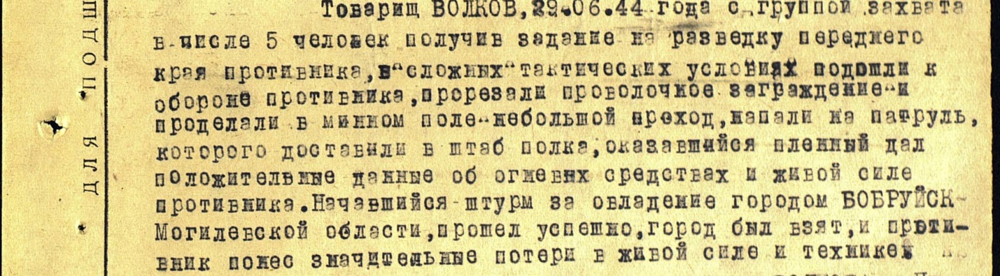 Товарищ ВОЛКОВ,29.06.44 года с группой захвата
в числе 5 человек получив задание на разведку переднего
края противника,в"сложных"тактических условиях подошли к
обороне противника,прорезали проволочное заграждение-и
проделали в минном поле-небольшой проход,напали на патруль,
которого доставили в штаб полка,оказавшийся пленный дал
положительные данные об огневых средствах и живой силе
противника.Начавшийся штурм за овладение городом БОБРУЙСК-
Могилевской области,прошел успешно,город был взят,и проти-
вник понес значительные потери в живой силе и технике.
ДЛЯ ПОДШ